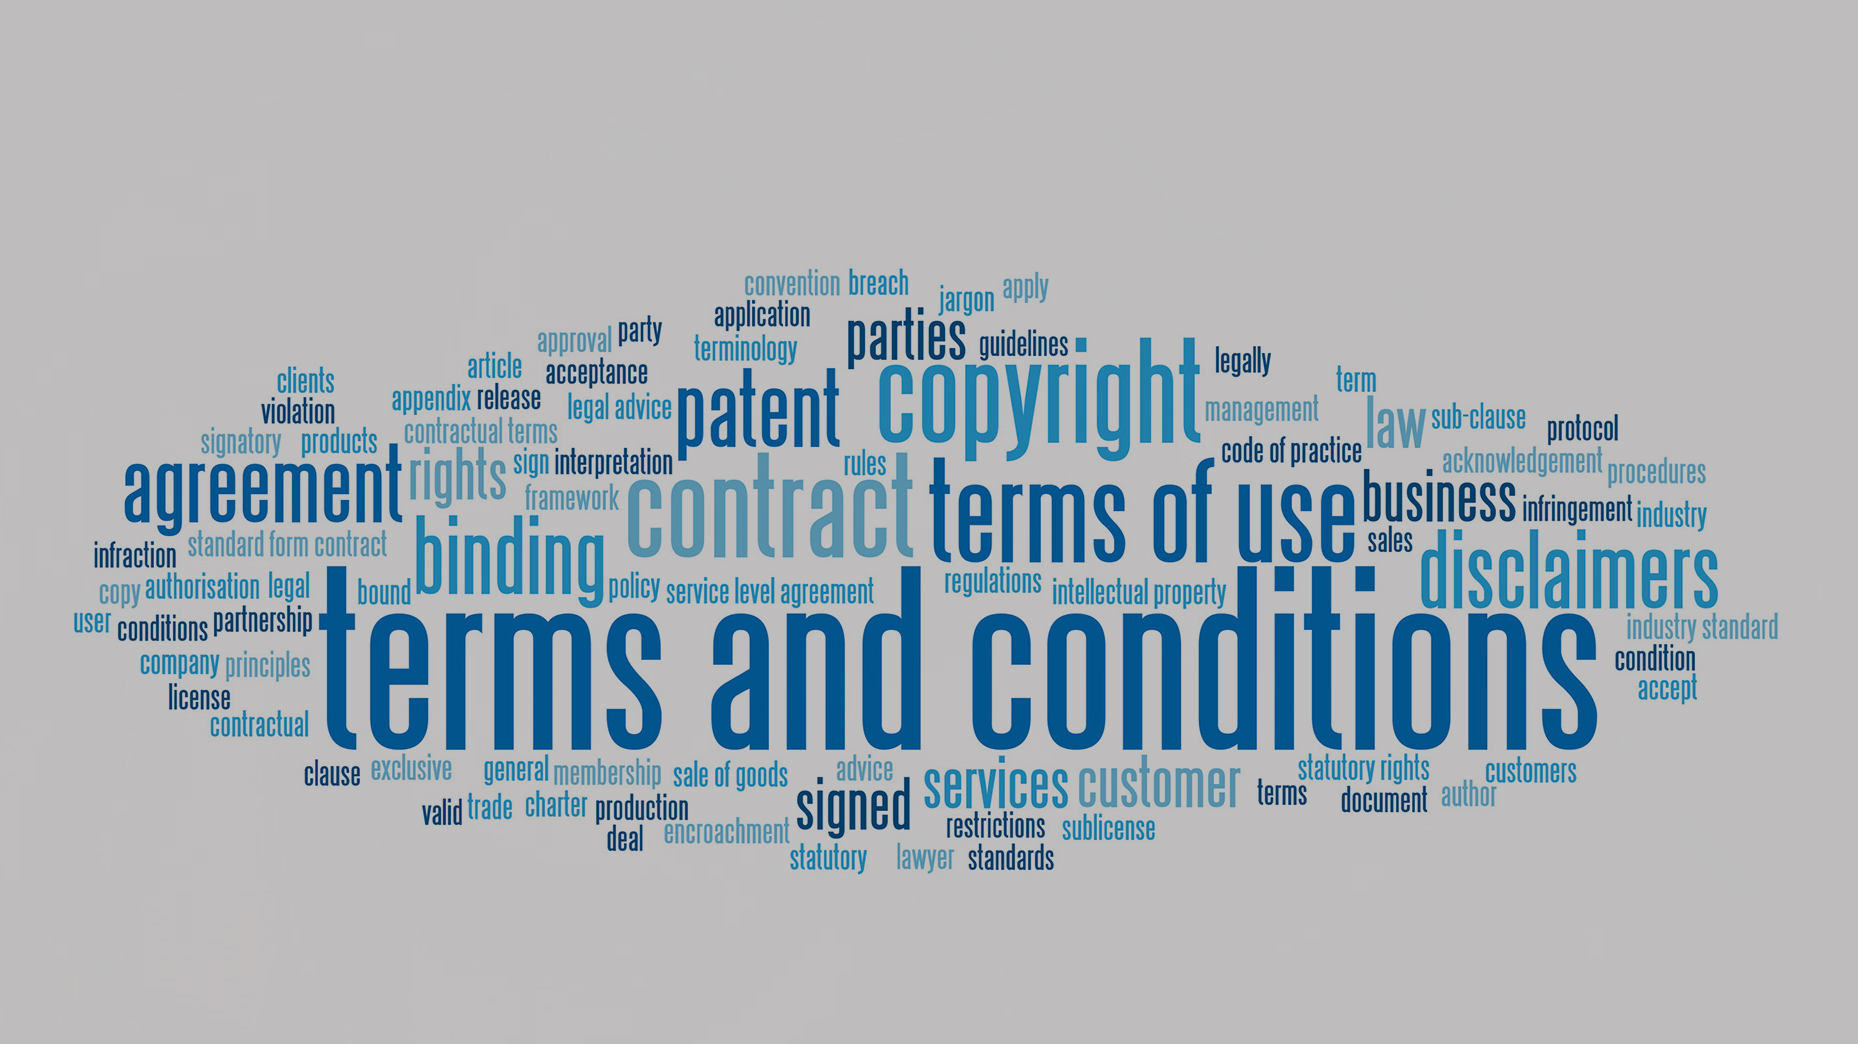 convention breach
jargon apply
application
parties
approval party
terminology
guidelines
copyright
legally
article
acceptance
clients
term
patent
appendix release
legal advice
management
law
sub-clause
violation
protocol
signatory products
contractual terms
code of practice
acknowledgement
procedures
agreement
rights
sign interpretation
rules
framework
contract
terms of use
business
infringement
industry
sales
infraction
standard form contract
binding
disclaimers
copy authorisation legal
bound
policy service level agreement
regulations
intellectual property
user conditions partnership
terms and conditions
industry standard
company principles
condition
license
accept
contractual
clause exclusive
general membership sale of goods
advice
services customer
statutory rights
customers
valid trade charter production
signed
terms
document author
deal encroachment
restrictions sublicense
statutory lawyer standards